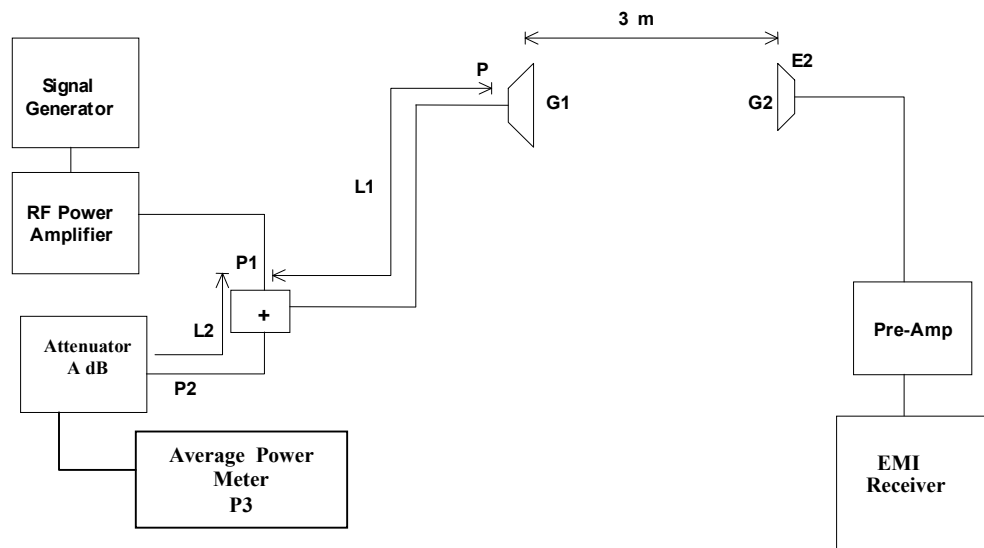 3 m
P
E2
G1
G2
Signal
Generator
L1
RF Power
Amplifier
P1
+
L2
Attenuator
A dB
P2
Pre-Amp
Average Power
Meter
P3
EMI
Receiver